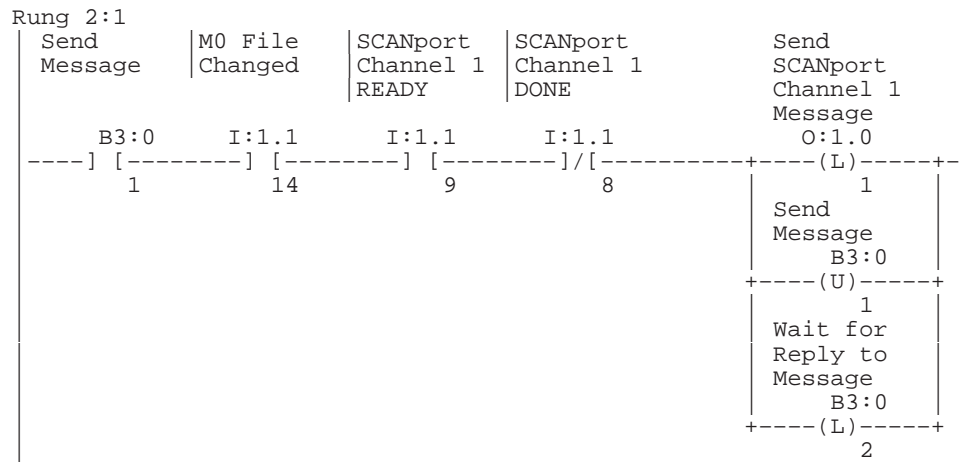 Rung 2:1
| Send |M0 File |SCANport |SCANport Send
| Message |Changed |Channel 1 |Channel 1 SCANport
| |READY |DONE Channel 1
| Message
| B3:0 I:1.1 I:1.1 I:1.1 O:1.0
|----] [--------] [--------] [--------]/[----------+----(L)-----+-
| 1 14 9 8 | 1 |
| | Send |
| | Message |
| | B3:0 |
| +----(U)-----+
| | 1 |
| | Wait for |
| | Reply to |
| | Message |
| | B3:0 |
| +----(L)-----+
| 2